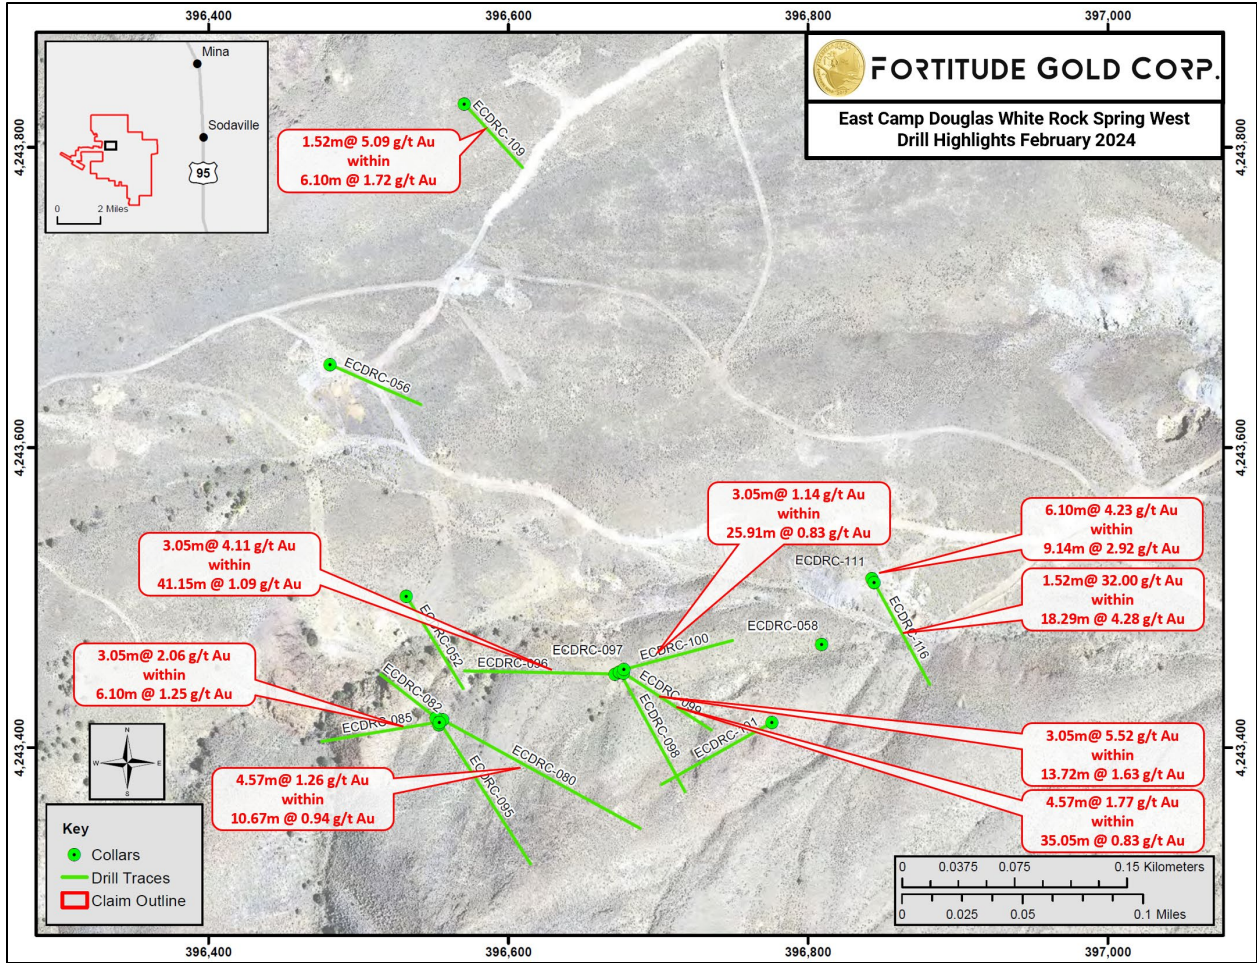 396,400
396,600
396,800
397,000
Mina
Sodaville
95
0
2 Miles
FORTITUDE GOLD CORP.
East Camp Douglas White Rock Spring West
Drill Highlights February 2024
4,243,800
4,243,800
ECDRC-109
1.52m@ 5.09 g/t Au
within
6.10m @ 1.72 g/t Au
ECDRC-056
4,243,600
4,243,600
3.05m@ 1.14 g/t Au
within
25.91m @ 0.83 g/t Au
6.10m@ 4.23 g/t Au
within
9.14m @ 2.92 g/t Au
3.05m@ 4.11 g/t Au
within
41.15m @ 1.09 g/t Au
ECDRC-111
1.52m@ 32.00 g/t Au
within
18.29m @ 4.28 g/t Au
ECDRC-116
ECDRC-052
ECDRC-058
ECDRC-097
ECDRC-100
ECDRC-096
3.05m@ 2.06 g/t Au
within
6.10m @ 1.25 g/t Au
ECDRC-082
ECDRC-085
ECDRC-099
ECDRC-098
ECDRC-101
4,243,400
4,243,400
3.05m@ 5.52 g/t Au
within
13.72m @ 1.63 g/t Au
N
W
E
S
ECDRC-080
ECDRC-095
4.57m@ 1.26 g/t Au
within
10.67m @ 0.94 g/t Au
4.57m@ 1.77 g/t Au
within
35.05m @ 0.83 g/t Au
Key
Collars
Drill Traces
Claim Outline
0
0.0375
0.075
0.15 Kilometers
0
0.025
0.05
0.1 Miles
396,400
396,600
396,800
397,000